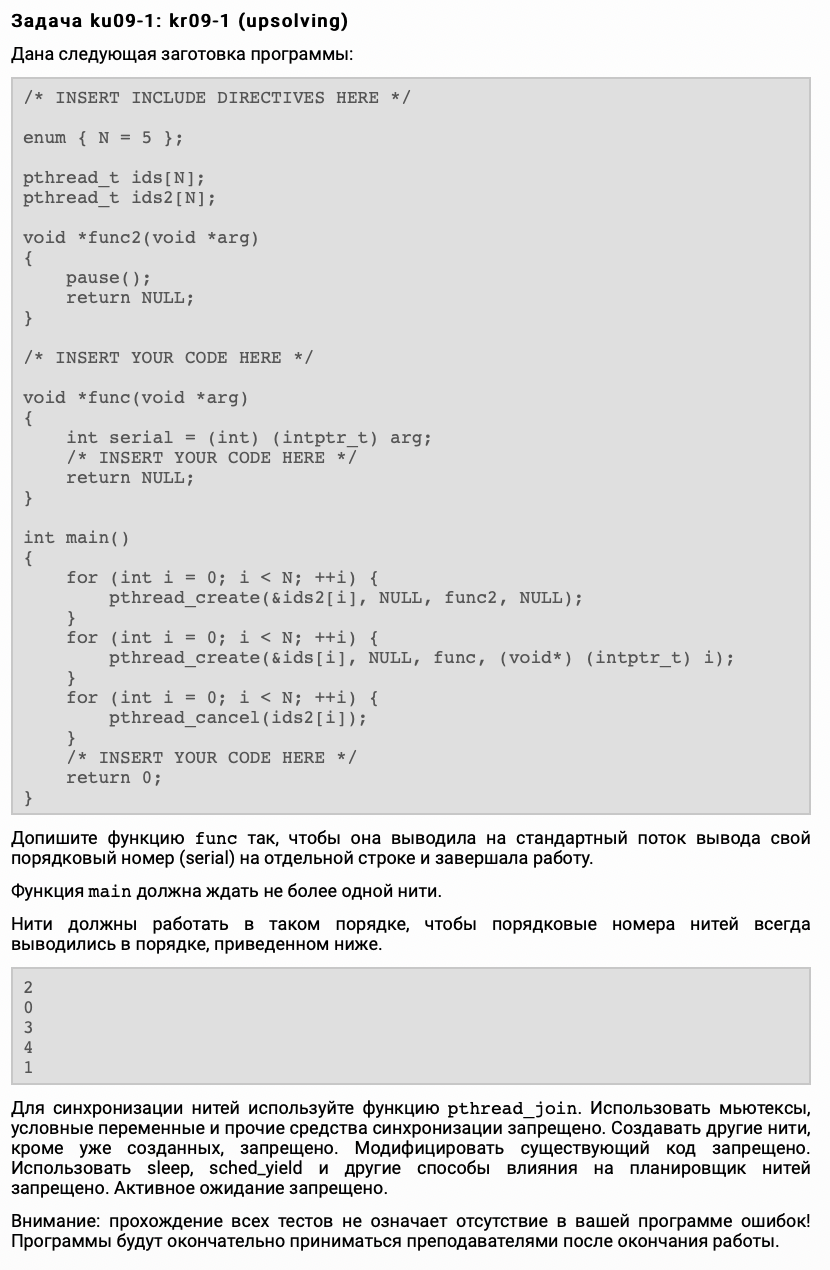 Задача ku09-1: kr09-1 (upsolving)
Дана следующая заготовка программы:
/* INSERT INCLUDE DIRECTIVES HERE */
enum { N = 5 };
pthread_t ids[N];
pthread_t ids2[N];
void *func2(void *arg)
{
    pause();
    return NULL;
}
/* INSERT YOUR CODE HERE */
void *func(void *arg)
{
    int serial = (int) (intptr_t) arg;
    /* INSERT YOUR CODE HERE */
    return NULL;
}
int main()
{
    for (int i = 0; i < N; ++i) {
        pthread_create(&ids2[i], NULL, func2, NULL);
    }
    for (int i = 0; i < N; ++i) {
        pthread_create(&ids[i], NULL, func, (void*) (intptr_t) i);
    }
    for (int i = 0; i < N; ++i) {
        pthread_cancel(ids2[i]);
    }
    /* INSERT YOUR CODE HERE */
    return 0;
}
Допишите функцию func так, чтобы она выводила на стандартный поток вывода свой
порядковый номер (serial) на отдельной строке и завершала работу.
Функция main должна ждать не более одной нити.
Нити должны работать в таком порядке, чтобы порядковые номера нитей всегда
выводились в порядке, приведенном ниже.
2
0
3
4
1
Для синхронизации нитей используйте функцию pthread_join. Использовать мьютексы,
условные переменные и прочие средства синхронизации запрещено. Создавать другие нити,
кроме уже созданных, запрещено. Модифицировать существующий код запрещено.
Использовать sleep, sched_yield и другие способы влияния на планировщик нитей
запрещено. Активное ожидание запрещено.
Внимание: прохождение всех тестов не означает отсутствие в вашей программе ошибок!
Программы будут окончательно приниматься преподавателями после окончания работы.